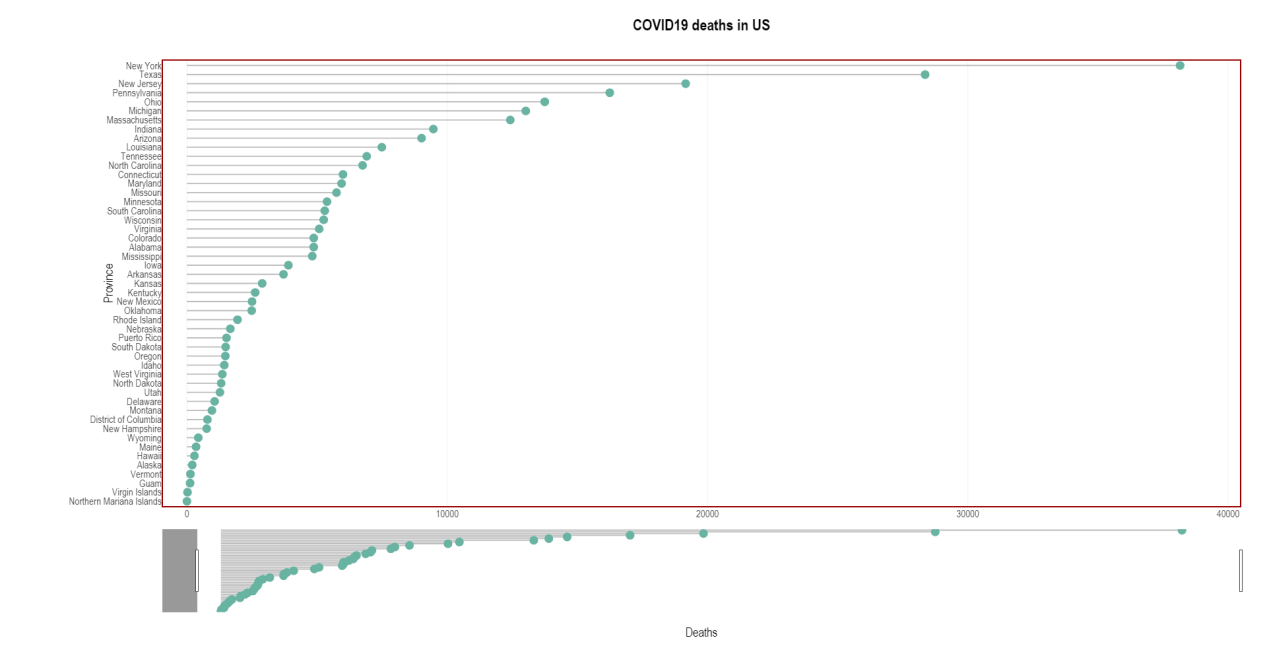 COVID19 deaths in US
New York
Texas
New Jersey
Pennsylvania
Ohio
Michigan
Massachusetts
Indiana
Arizona
Louisiana
Tennessee
North Carolina
Connecticut
Maryland
Missouri
Minnesota
South Carolina
Wisconsin
Virginia
Colorado
Alabama
Mississippi
Iowa
Arkansas
Kansas
Kentucky
New Mexico
Oklahoma
Rhode Island
Nebraska
Puerto Rico
South Dakota
Oregon
Idaho
West Virginia
North Dakota
Utah
Delaware
Montana
District of Columbia
New Hampshire
Wyoming
Maine
Hawaii
Alaska
Vermont
Guam
Virgin Islands
Northern Mariana Islands
Province
0 10000 20000 30000 40000
Deaths